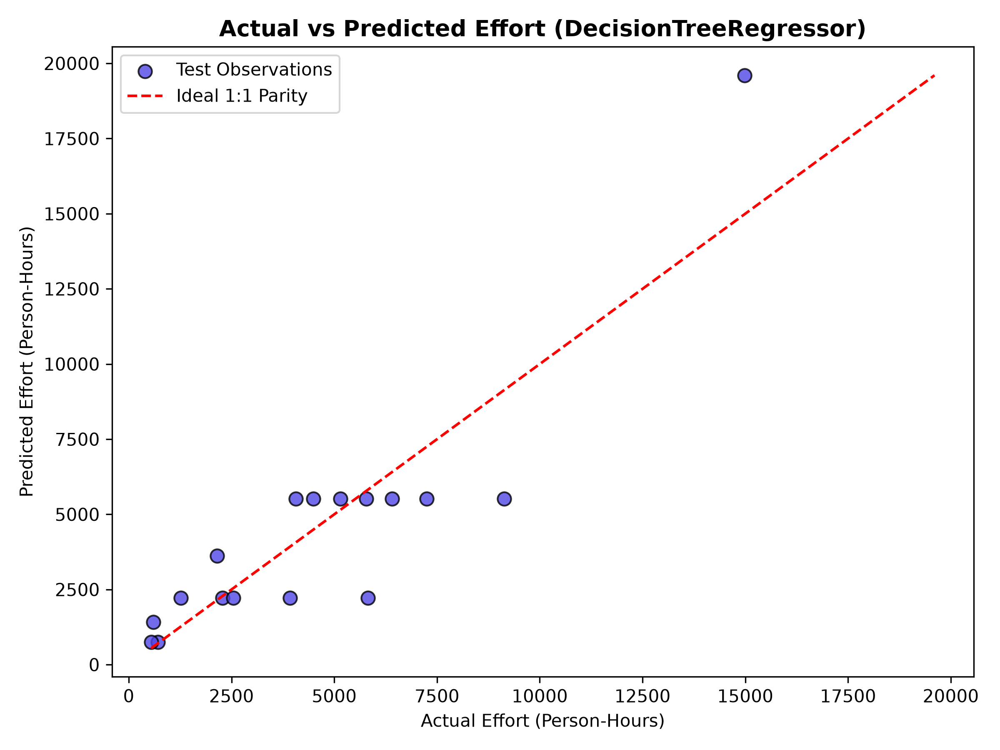 Actual vs Predicted Effort (DecisionTreeRegressor)
Test Observations
Ideal 1:1 Parity
Predicted Effort (Person-Hours)
20000
17500
15000
12500
10000
7500
5000
2500
0
0 2500 5000 7500 10000 12500 15000 17500 20000
Actual Effort (Person-Hours)